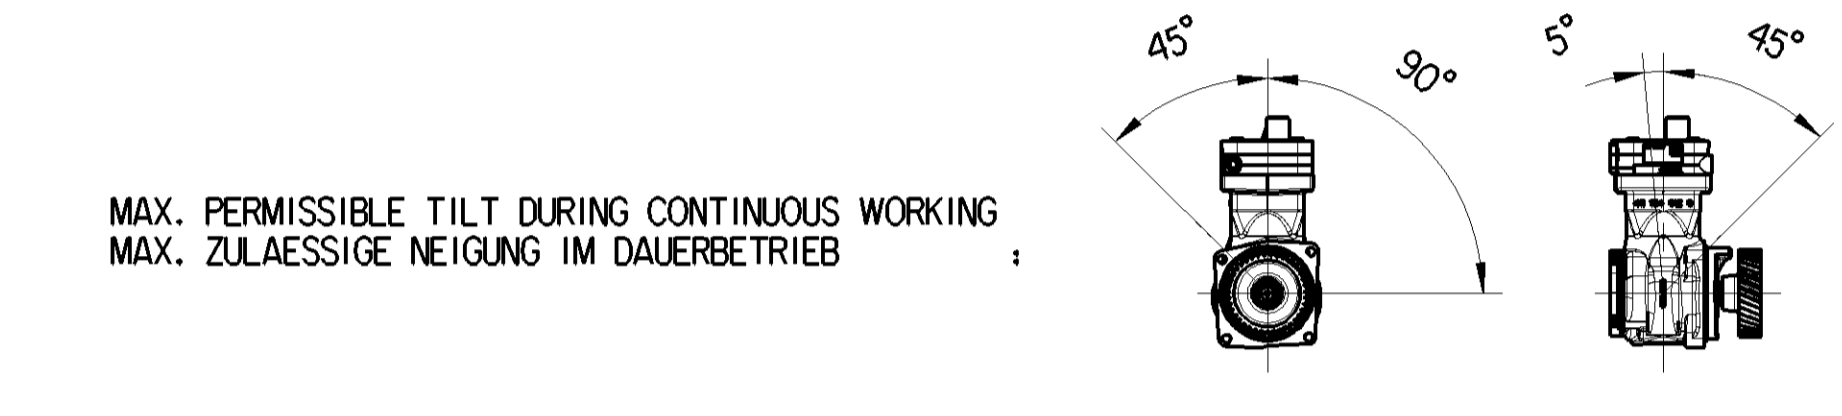 45° 90° 5° 45°
MAX. PERMISSIBLE TILT DURING CONTINUOUS WORKING
MAX. ZULAESSIGE NEIGUNG IM DAUERBETRIEB :